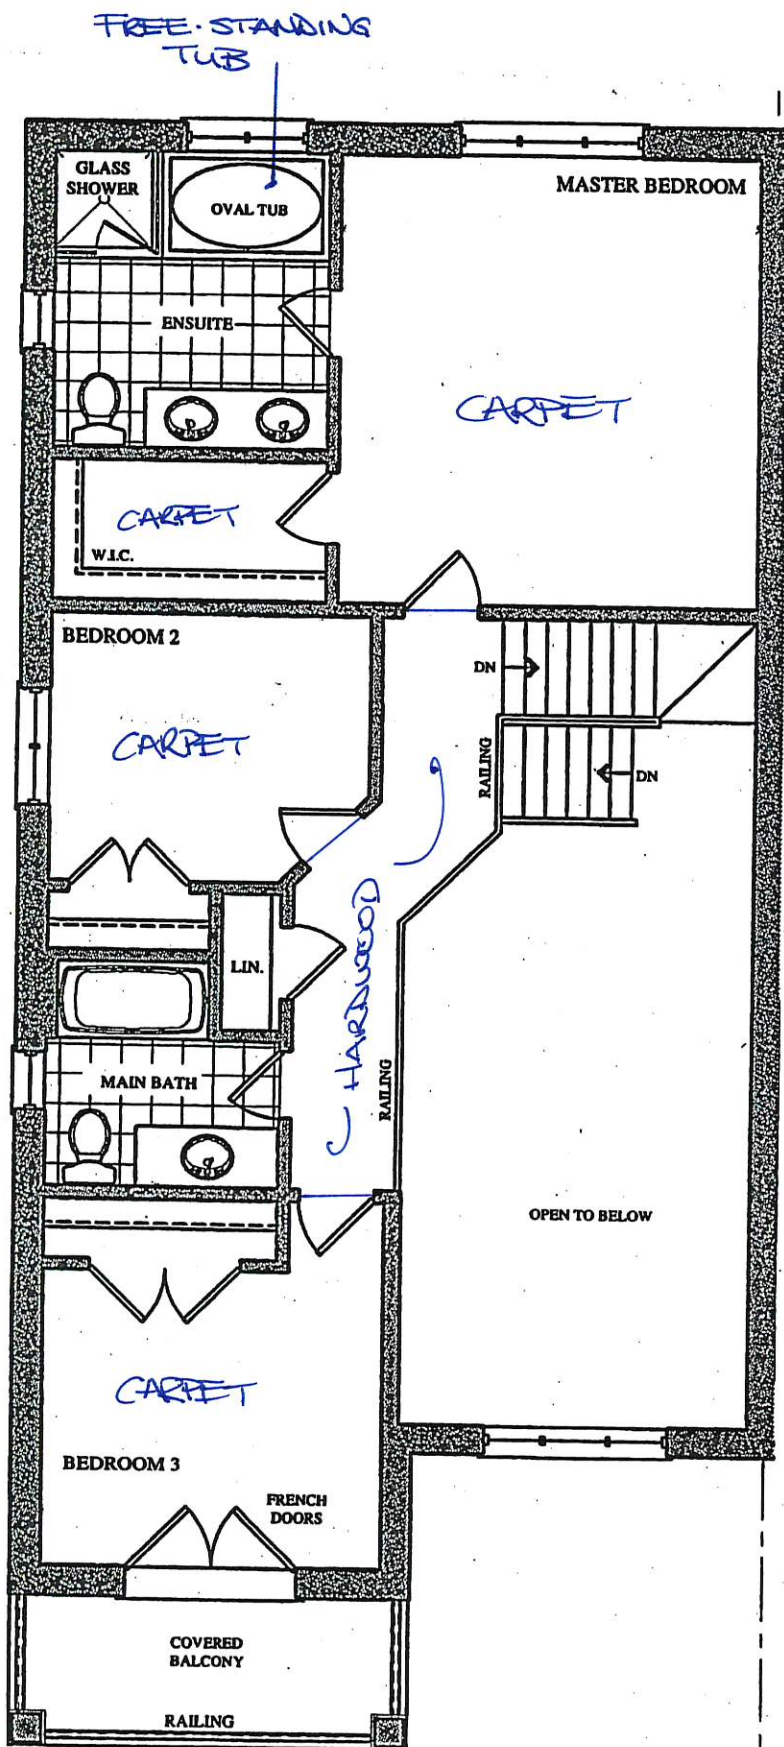 FREE-STANDING
TUB
GLASS
SHOWER
OVAL TUB
MASTER BEDROOM
ENSUITE
CARPET
CARPET
W.I.C.
BEDROOM 2
DN
CARPET
RAILING
DN
HARDWOOD
LIN.
MAIN BATH
RAILING
OPEN TO BELOW
CARPET
BEDROOM 3
FRENCH
DOORS
COVERED
BALCONY
RAILING